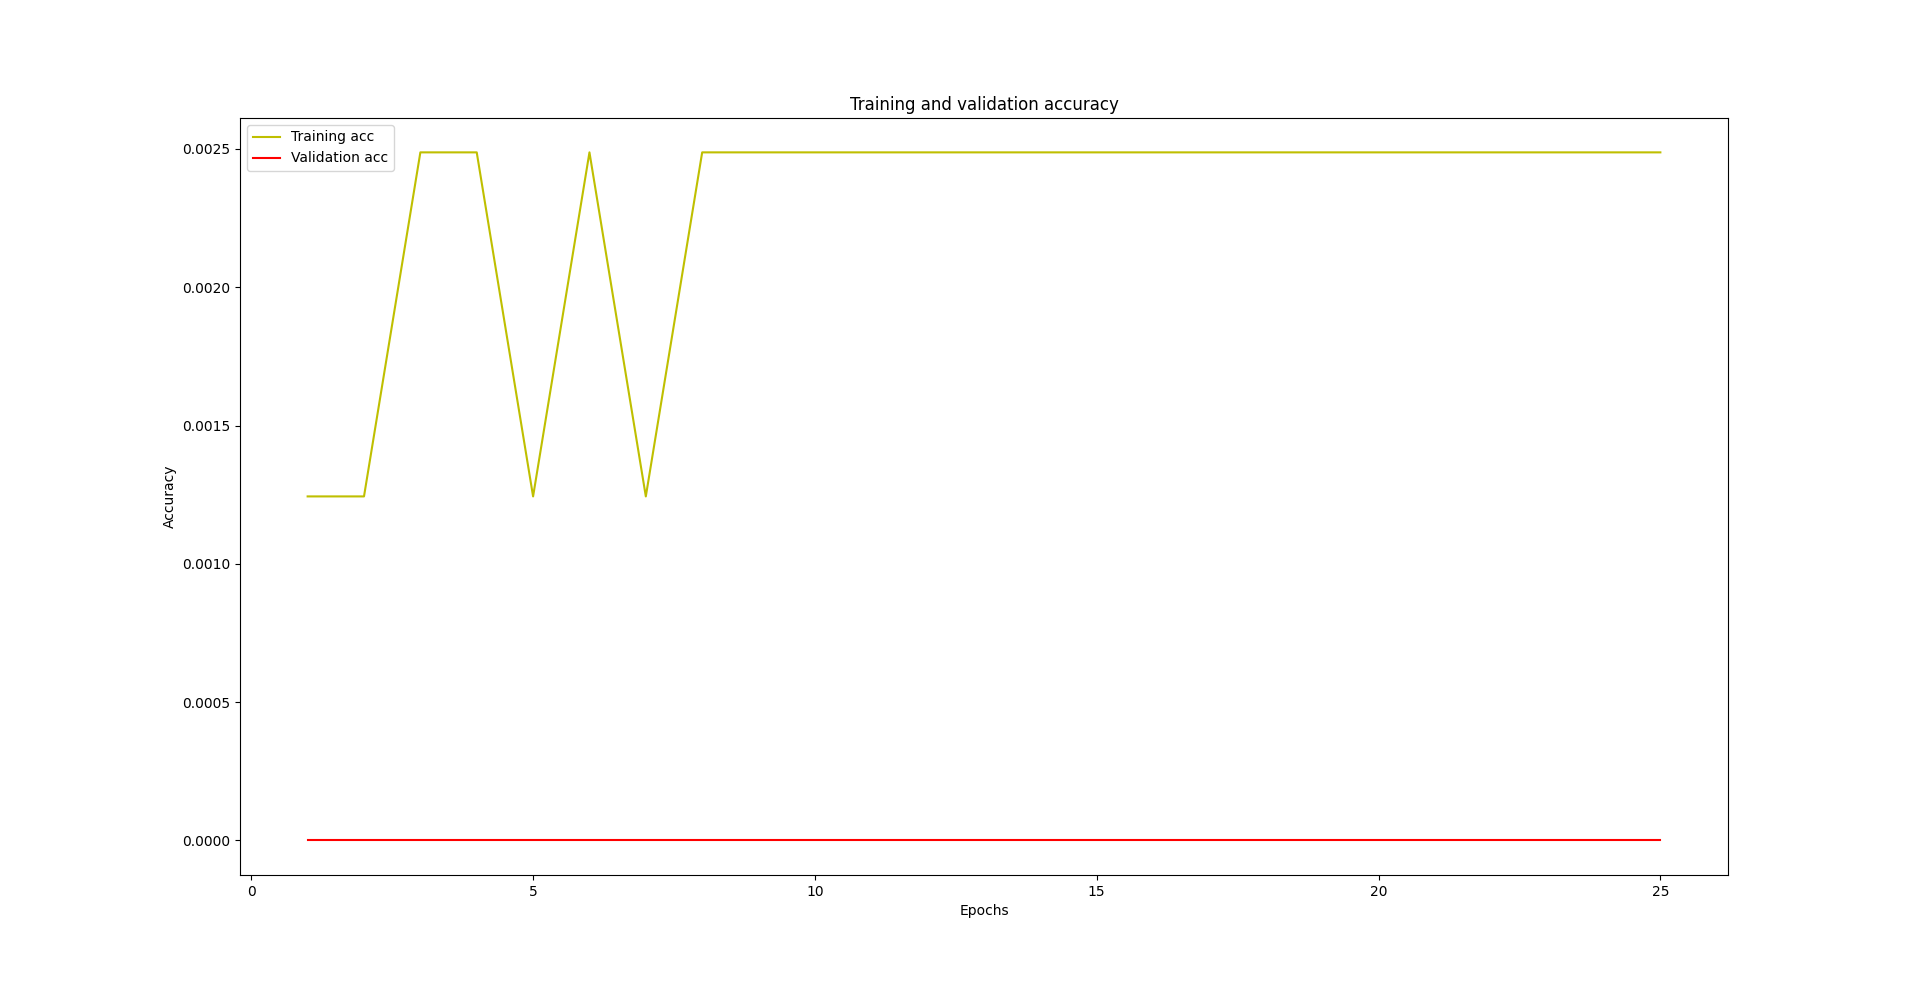 Training and validation accuracy
Training acc
Validation acc
0.0025
0.0020
0.0015
0.0010
0.0005
0.0000
Accuracy
0 5 10 15 20 25
Epochs